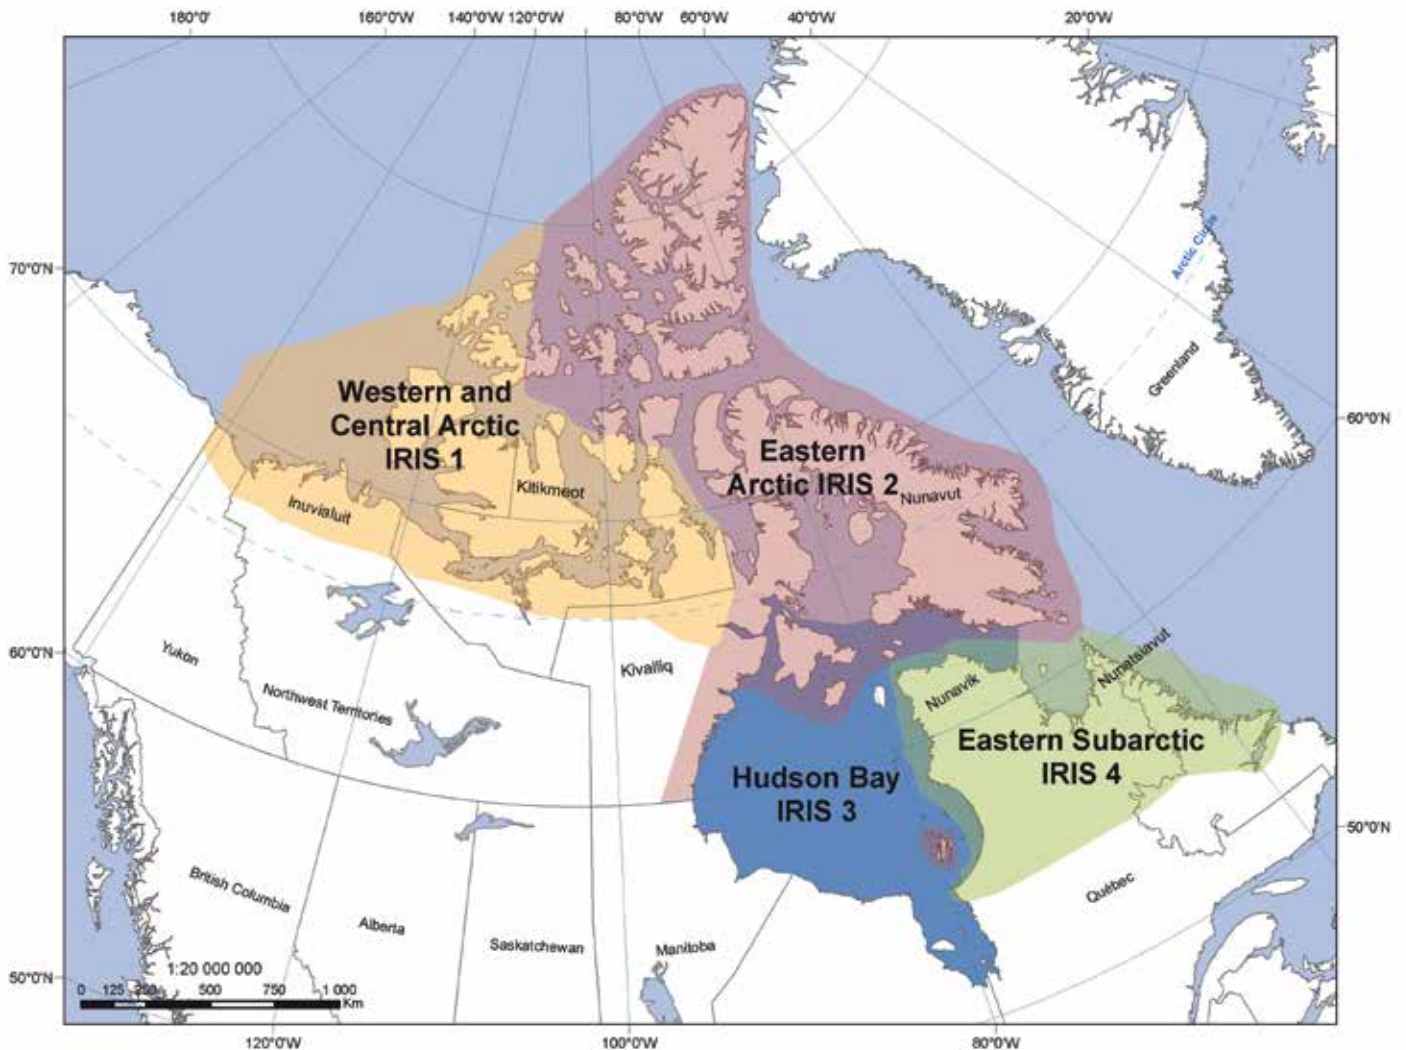 180°0'
160°0'W
140°0'W
120°0'W
80°0'W
60°0'W
40°0'W
20°0'W
70°0'N
60°0'N
50°0'N
60°0'N
50°0'N
Arctic Circle
Greenland
Western and
Central Arctic
IRIS 1
Kitikmeot
Inuvialuit
Eastern
Arctic IRIS 2
Nunavut
Yukon
Northwest Territories
Kivalliq
Nunavik
Nunatsiavut
Eastern Subarctic
IRIS 4
Hudson Bay
IRIS 3
Québec
British Columbia
Alberta
Saskatchewan
Manitoba
1:20 000 000
0 125 250 500 750 1 000
Km
120°0'W
100°0'W
80°0'W